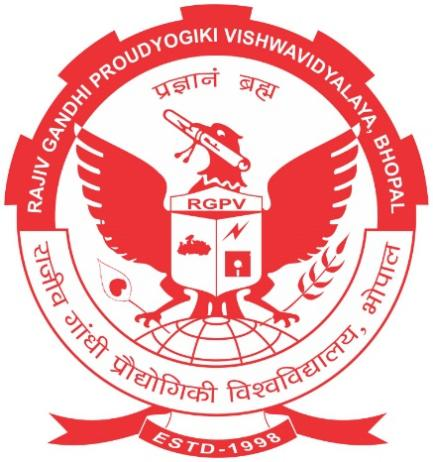 RAJIV GANDHI PROUDYOGIKI VISHWAVIDYALAYA, BHOPAL
प्रज्ञानं ब्रह्म
RGPV
राजीव गांधी प्रौद्योगिकी विश्वविद्यालय, भोपाल
ESTD-1998